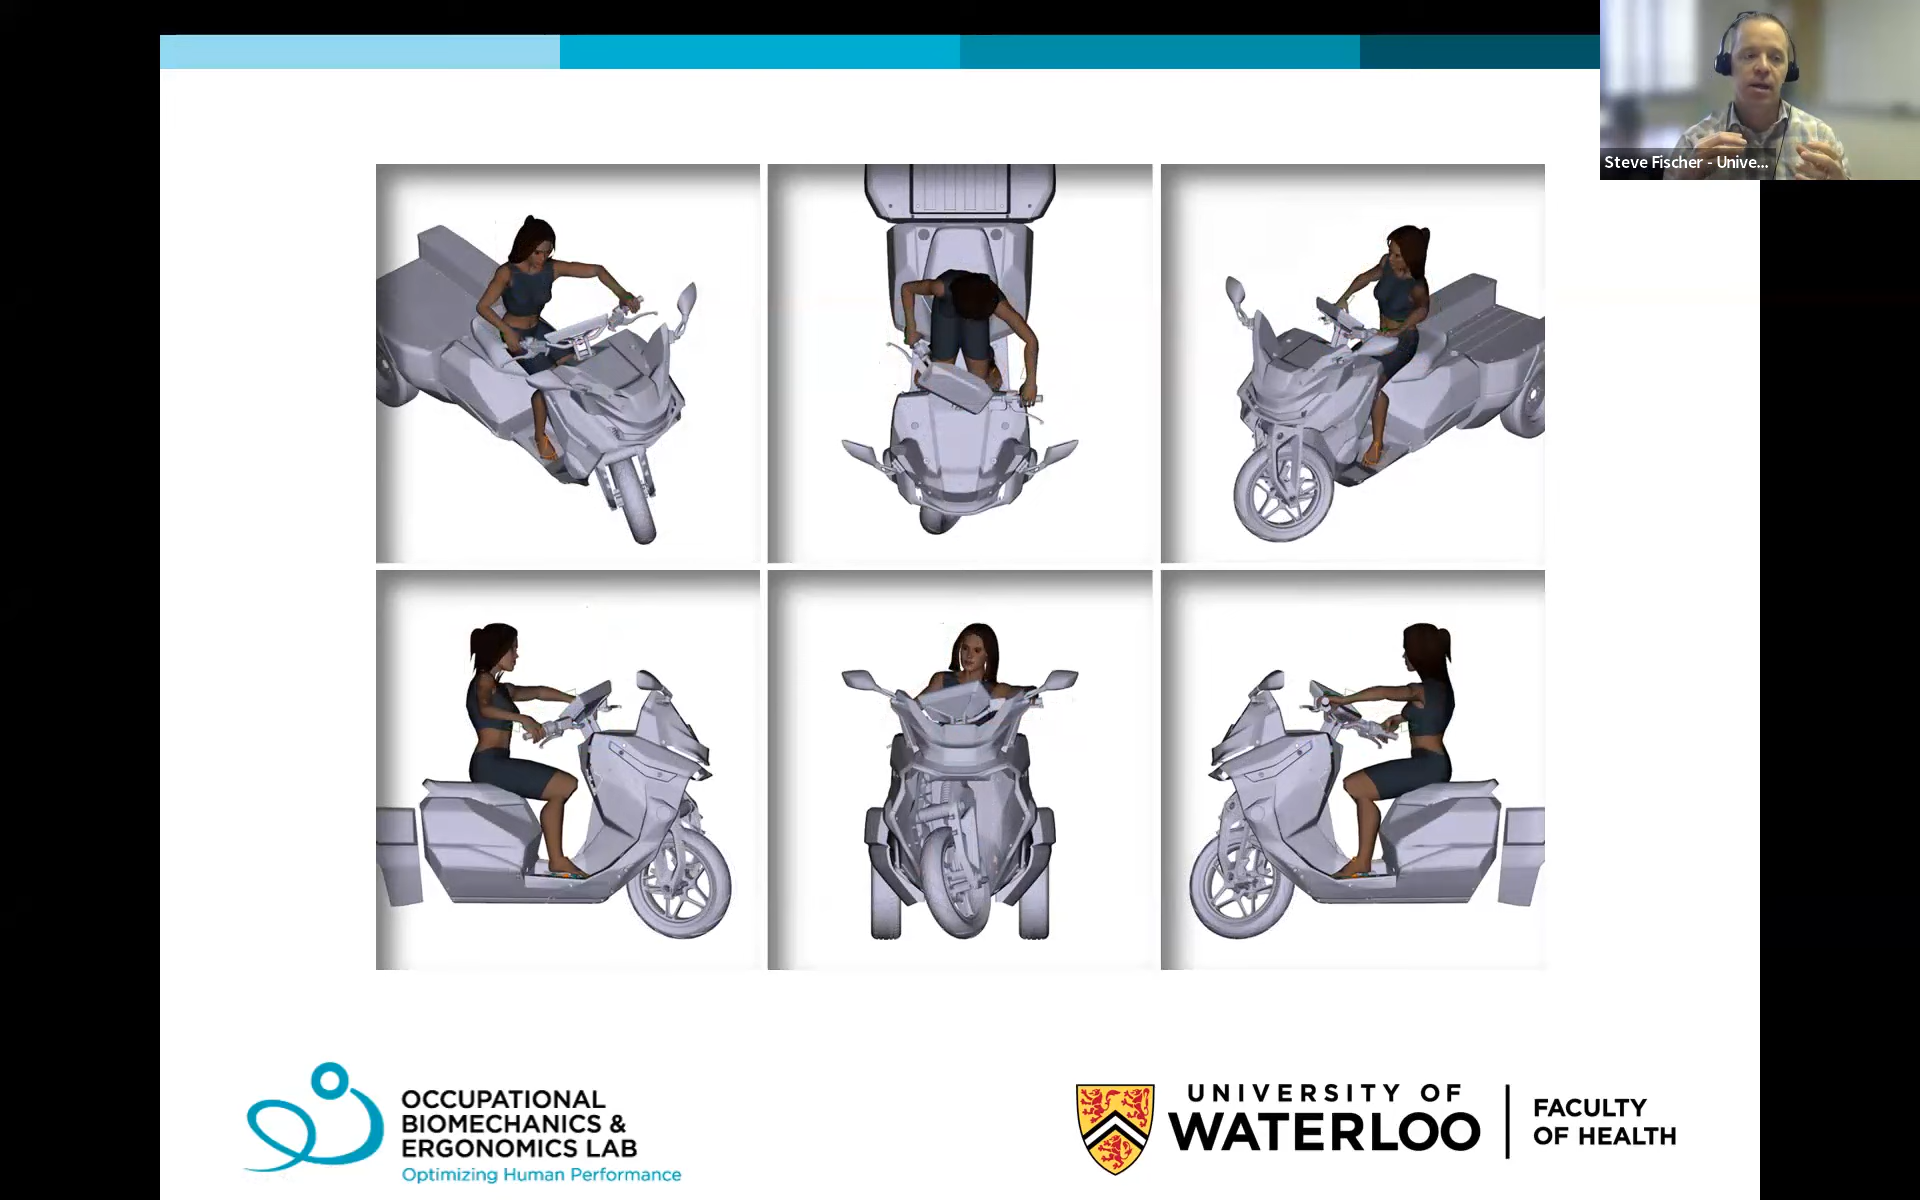 Steve Fischer - Unive...
OCCUPATIONAL
BIOMECHANICS &
ERGONOMICS LAB
Optimizing Human Performance
UNIVERSITY OF
WATERLOO
FACULTY
OF HEALTH